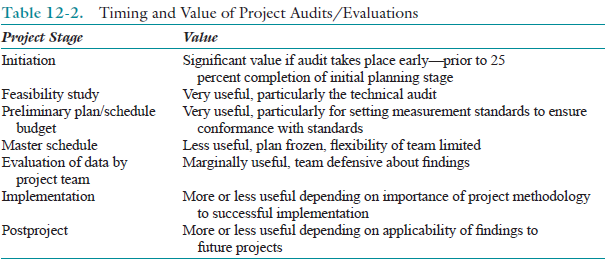 Table 12-2. Timing and Value of Project Audits/Evaluations
Project Stage Value
Initiation Significant value if audit takes place early—prior to 25
percent completion of initial planning stage
Feasibility study Very useful, particularly the technical audit
Preliminary plan/schedule Very useful, particularly for setting measurement standards to ensure
budget conformance with standards
Master schedule Less useful, plan frozen, flexibility of team limited
Evaluation of data by Marginally useful, team defensive about findings
project team
Implementation More or less useful depending on importance of project methodology
to successful implementation
Postproject More or less useful depending on applicability of findings to
future projects